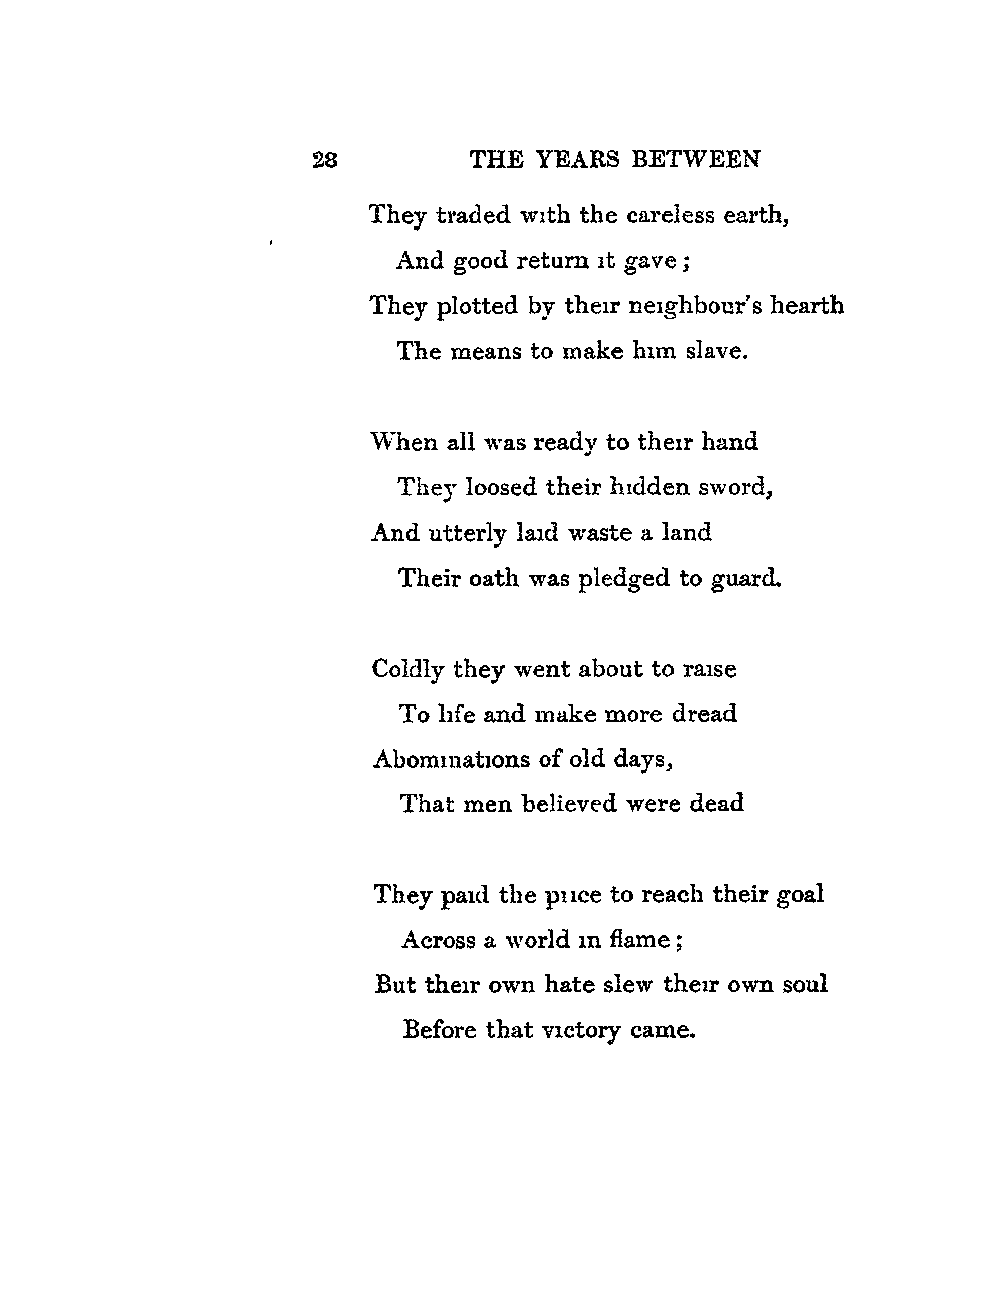 28 THE YEARS BETWEEN
They traded with the careless earth,
And good return it gave;
They plotted by their neighbour's hearth
The means to make him slave.
When all was ready to their hand
They loosed their hidden sword,
And utterly laid waste a land
Their oath was pledged to guard.
Coldly they went about to raise
To life and make more dread
Abominations of old days,
That men believed were dead
They paid the price to reach their goal
Across a world in flame;
But their own hate slew their own soul
Before that victory came.